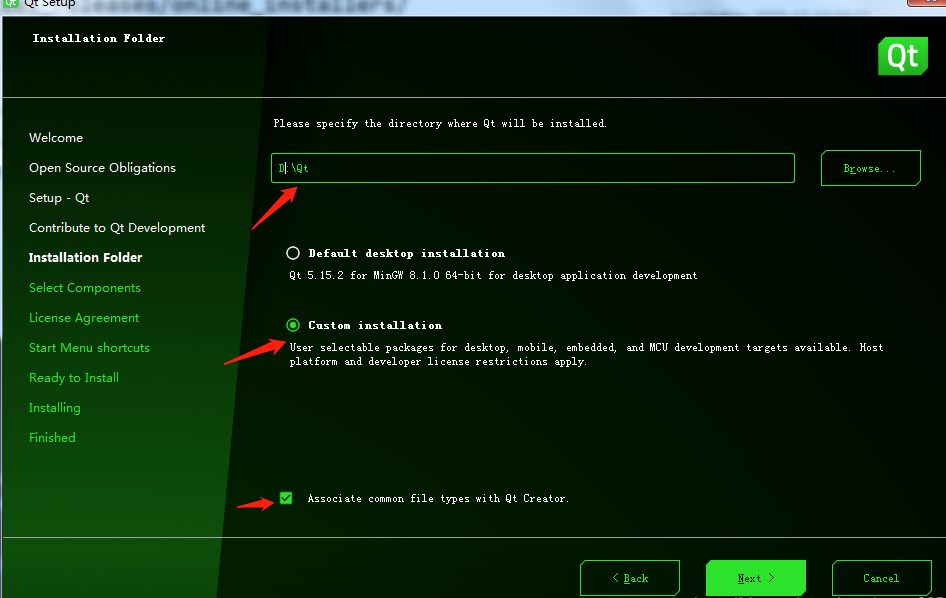 Qt Setup
eleases/online_installers/
Installation Folder
Qt
Please specify the directory where Qt will be installed.
Welcome
Open Source Obligations
Setup - Qt
Contribute to Qt Development
Installation Folder
Select Components
License Agreement
Start Menu shortcuts
Ready to Install
Installing
Finished
D:\Qt
Browse...
Default desktop installation
Qt 5.15.2 for MinGW 8.1.0 64-bit for desktop application development
Custom installation
User selectable packages for desktop, mobile, embedded, and MCU development targets available. Host
platform and developer license restrictions apply.
Associate common file types with Qt Creator.
< Back
Next >
Cancel